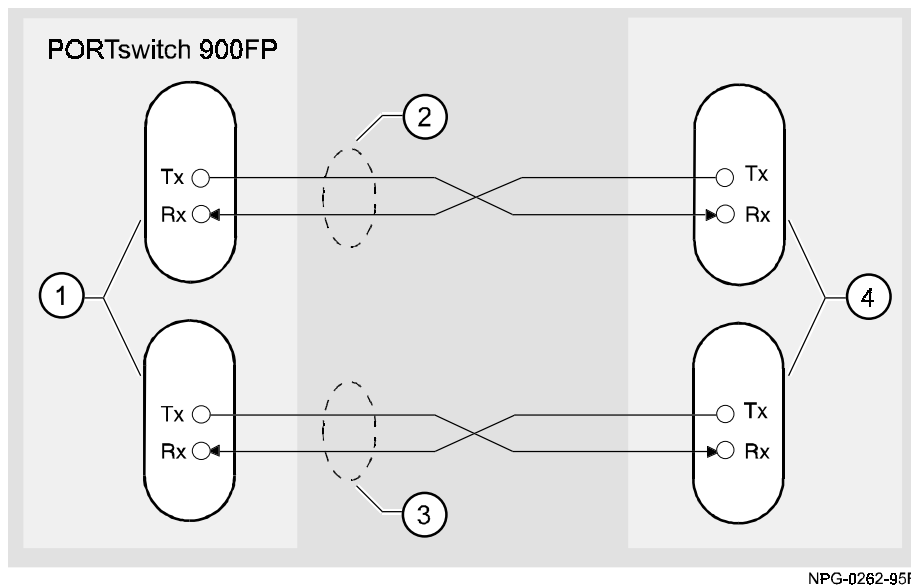 PORTswitch 900FP
2
Tx
Rx
Tx
Rx
1
4
Tx
Rx
Tx
Rx
3
NPG-0262-95F